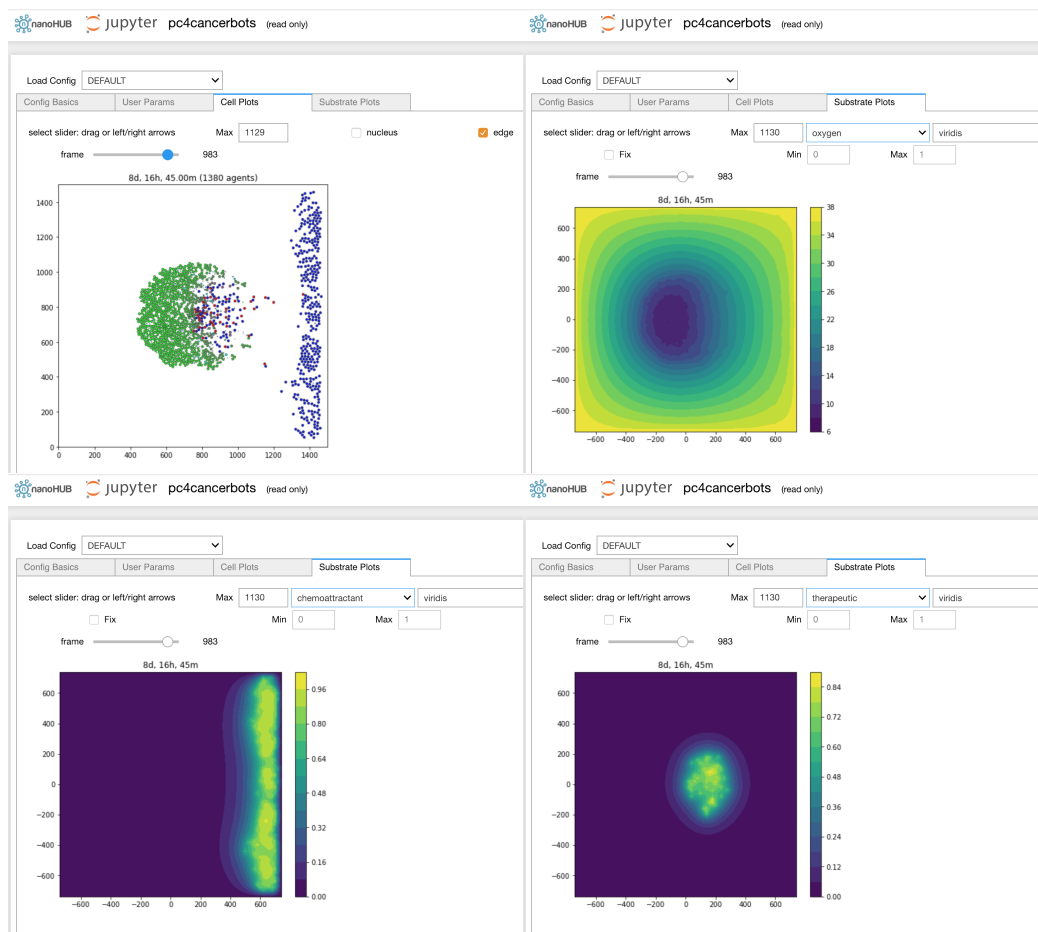 nanoHUB jupyter pc4cancerbots (read only)
Load Config DEFAULT
Config Basics User Params Cell Plots Substrate Plots
select slider: drag or left/right arrows Max 1129 nucleus edge
frame 983
8d, 16h, 45.00m (1380 agents)
1400
1200
1000
800
600
400
200
0
0 200 400 600 800 1000 1200 1400
nanoHUB jupyter pc4cancerbots (read only)
Load Config DEFAULT
Config Basics User Params Cell Plots Substrate Plots
select slider: drag or left/right arrows Max 1130 oxygen viridis
Fix Min 0 Max 1
frame 983
8d, 16h, 45m
600
400
200
0
−200
−400
−600
−600 −400 −200 0 200 400 600
38
34
30
26
22
18
14
10
6
nanoHUB jupyter pc4cancerbots (read only)
Load Config DEFAULT
Config Basics User Params Cell Plots Substrate Plots
select slider: drag or left/right arrows Max 1130 chemoattractant viridis
Fix Min 0 Max 1
frame 983
8d, 16h, 45m
600
400
200
0
−200
−400
−600
−600 −400 −200 0 200 400 600
0.96
0.80
0.64
0.48
0.32
0.16
0.00
nanoHUB jupyter pc4cancerbots (read only)
Load Config DEFAULT
Config Basics User Params Cell Plots Substrate Plots
select slider: drag or left/right arrows Max 1130 therapeutic viridis
Fix Min 0 Max 1
frame 983
8d, 16h, 45m
600
400
200
0
−200
−400
−600
−600 −400 −200 0 200 400 600
0.84
0.72
0.60
0.48
0.36
0.24
0.12
0.00